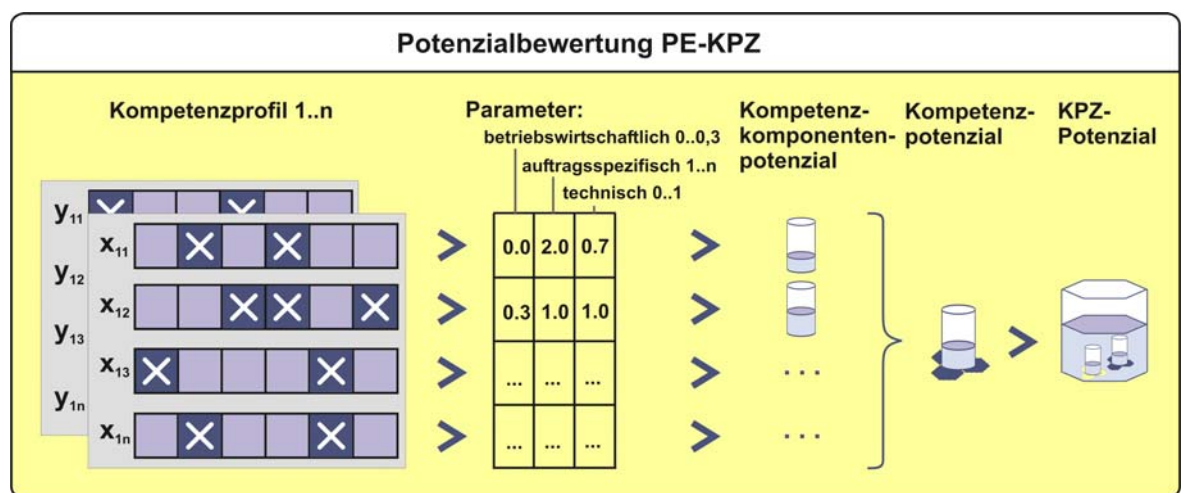 Potenzialbewertung PE-KPZ
Kompetenzprofil 1..n
Parameter:
betriebswirtschaftlich 0..0,3
auftragsspezifisch 1..n
technisch 0..1
Kompetenz-
komponenten-
potenzial
Kompetenz-
potenzial
KPZ-
Potenzial
y11
y12
y13
y1n
x11
x12
x13
x1n
0.0 2.0 0.7
0.3 1.0 1.0
... ... ...
... ... ...
...
...